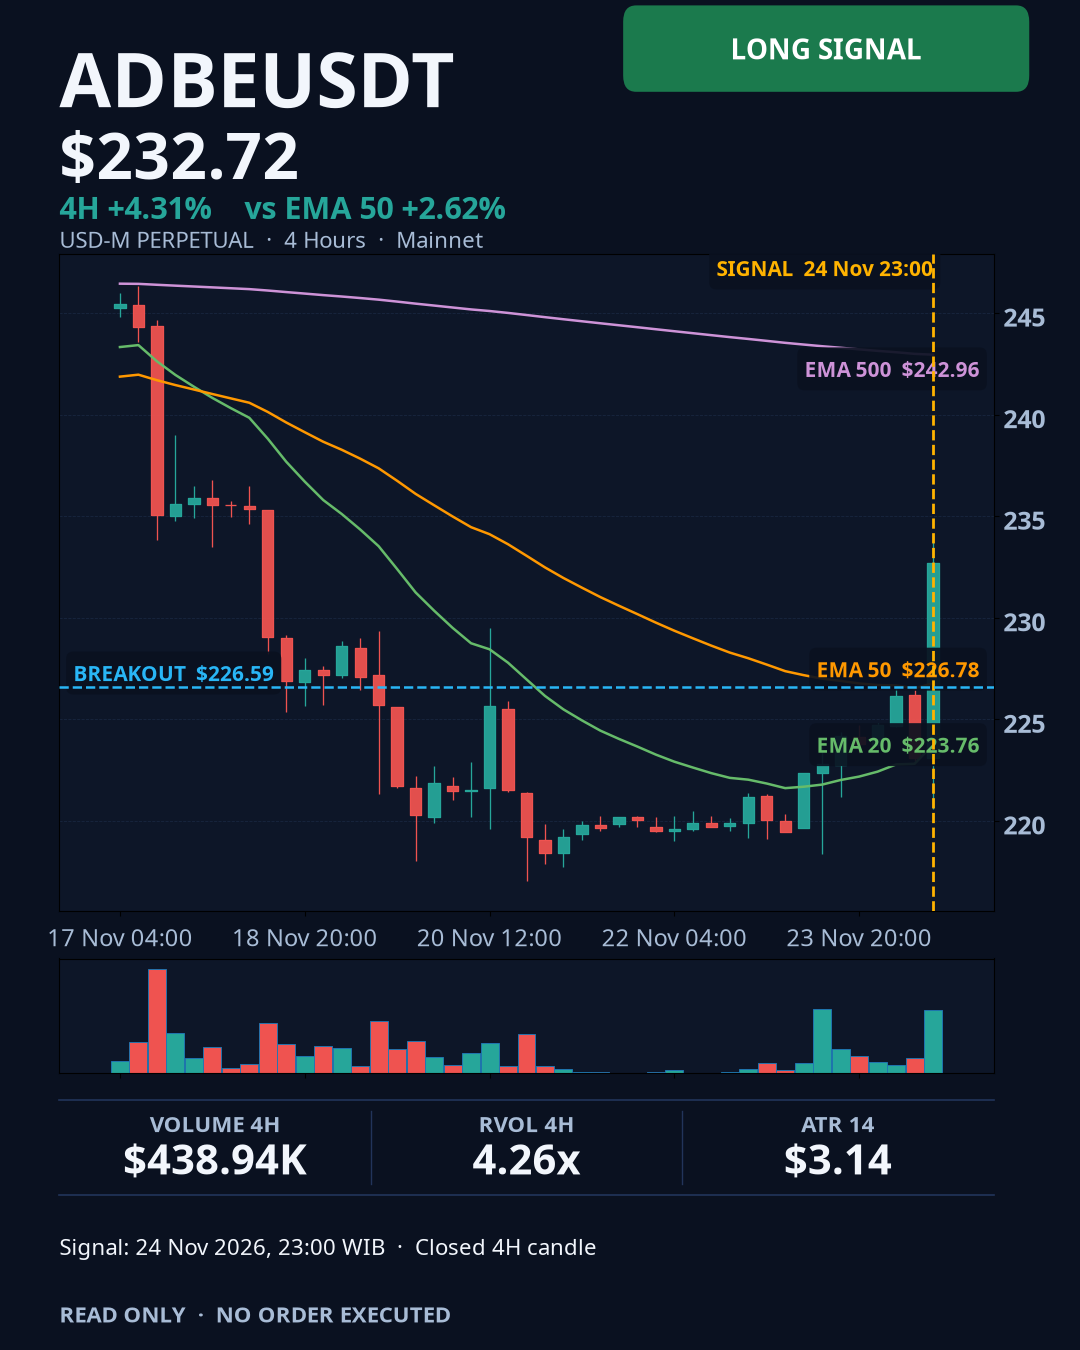 LONG SIGNAL
ADBEUSDT
$232.72
4H +4.31% vs EMA 50 +2.62%
USD-M PERPETUAL · 4 Hours · Mainnet
SIGNAL 24 Nov 23:00
245
EMA 500 $242.96
240
235
230
BREAKOUT $226.59
EMA 50 $226.78
225
EMA 20 $223.76
220
17 Nov 04:00 18 Nov 20:00 20 Nov 12:00 22 Nov 04:00 23 Nov 20:00
VOLUME 4H RVOL 4H ATR 14
$438.94K 4.26x $3.14
Signal: 24 Nov 2026, 23:00 WIB · Closed 4H candle
READ ONLY · NO ORDER EXECUTED